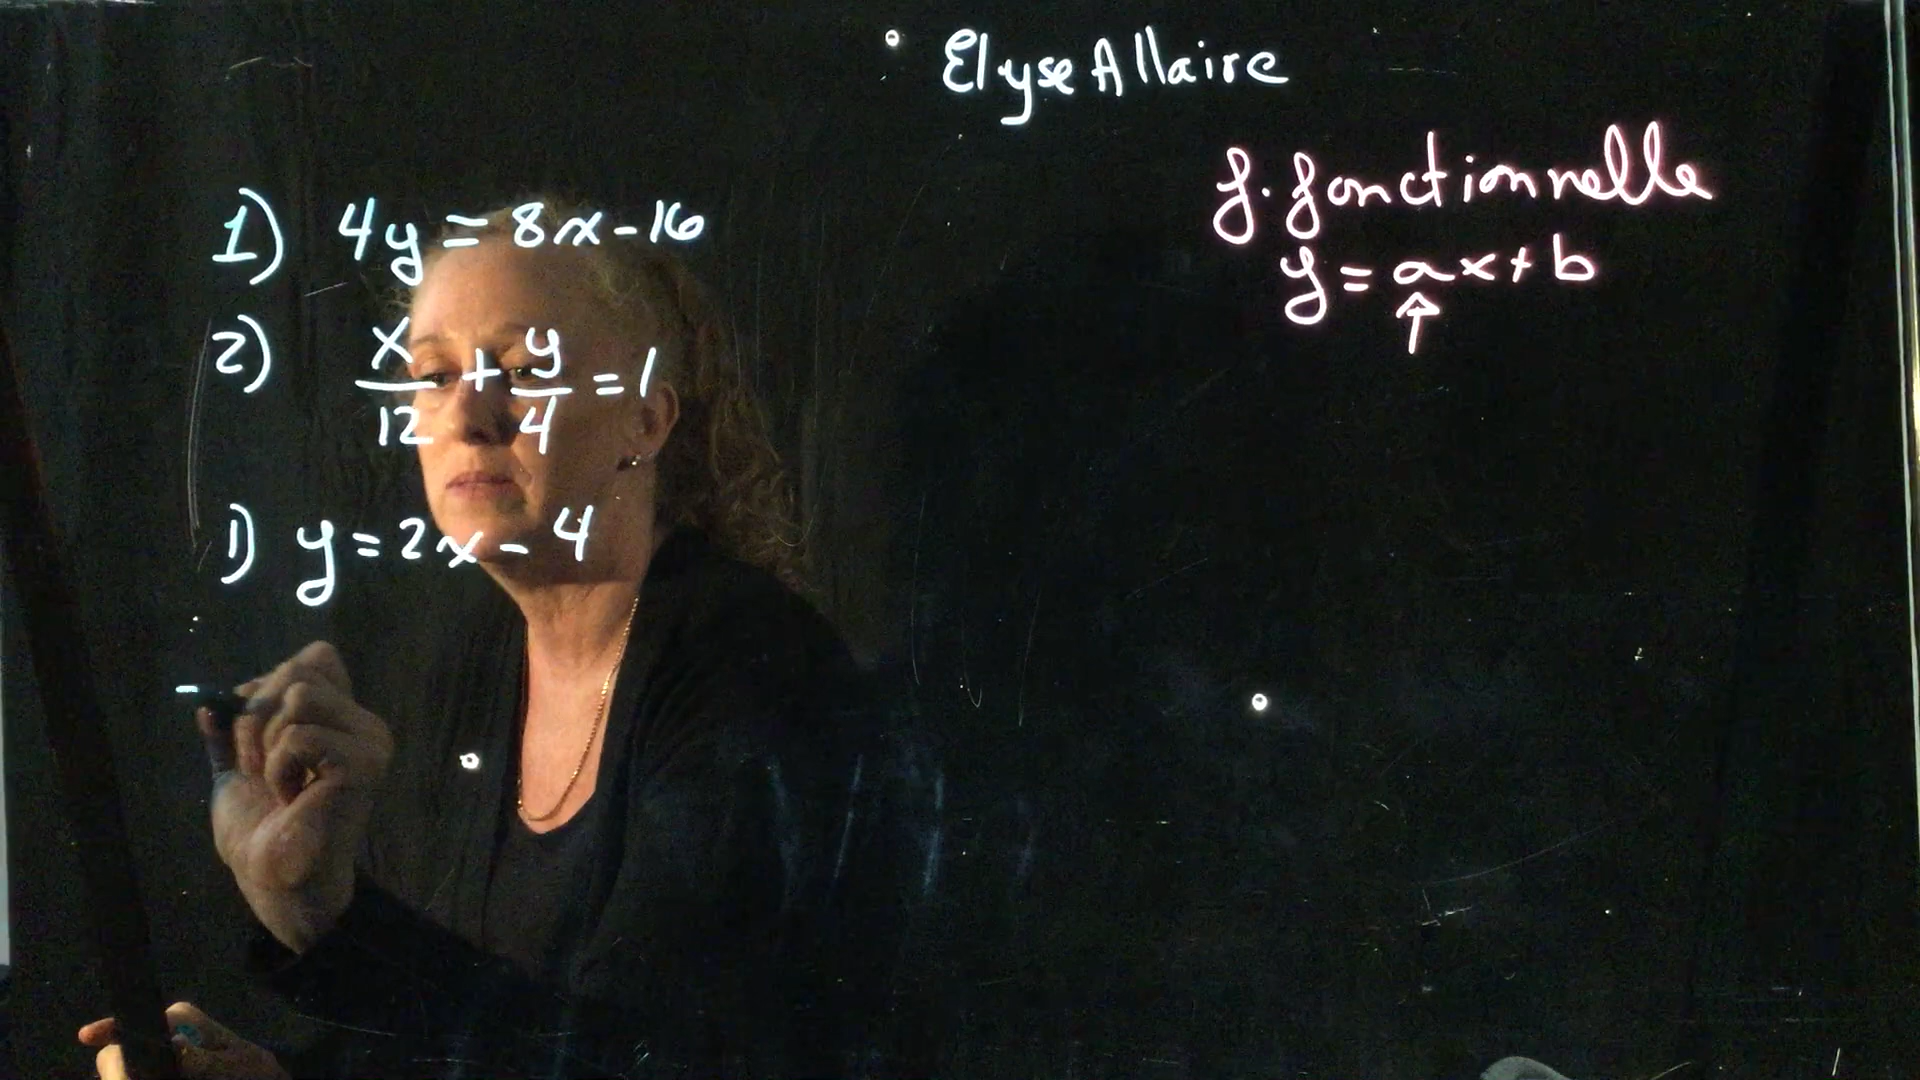 Elyse Allaire
f. fonctionnelle
y = ax + b
↑
1) 4y = 8x - 16
2) x/12 + y/4 = 1
1) y = 2x - 4